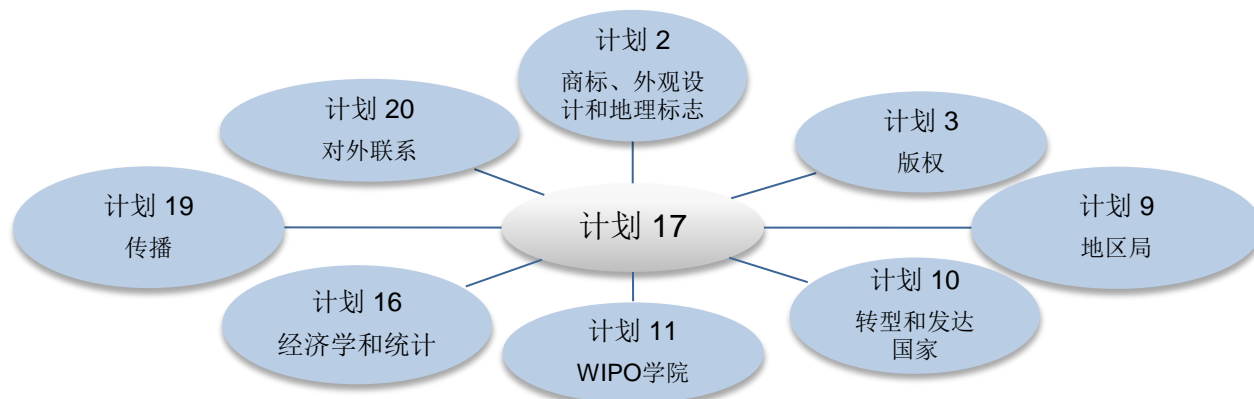 计划 2
商标、外观设
计和地理标志
计划 20
对外联系
计划 3
版权
计划 19
传播
计划 17
计划 9
地区局
计划 16
经济学和统计
计划 11
WIPO学院
计划 10
转型和发达
国家